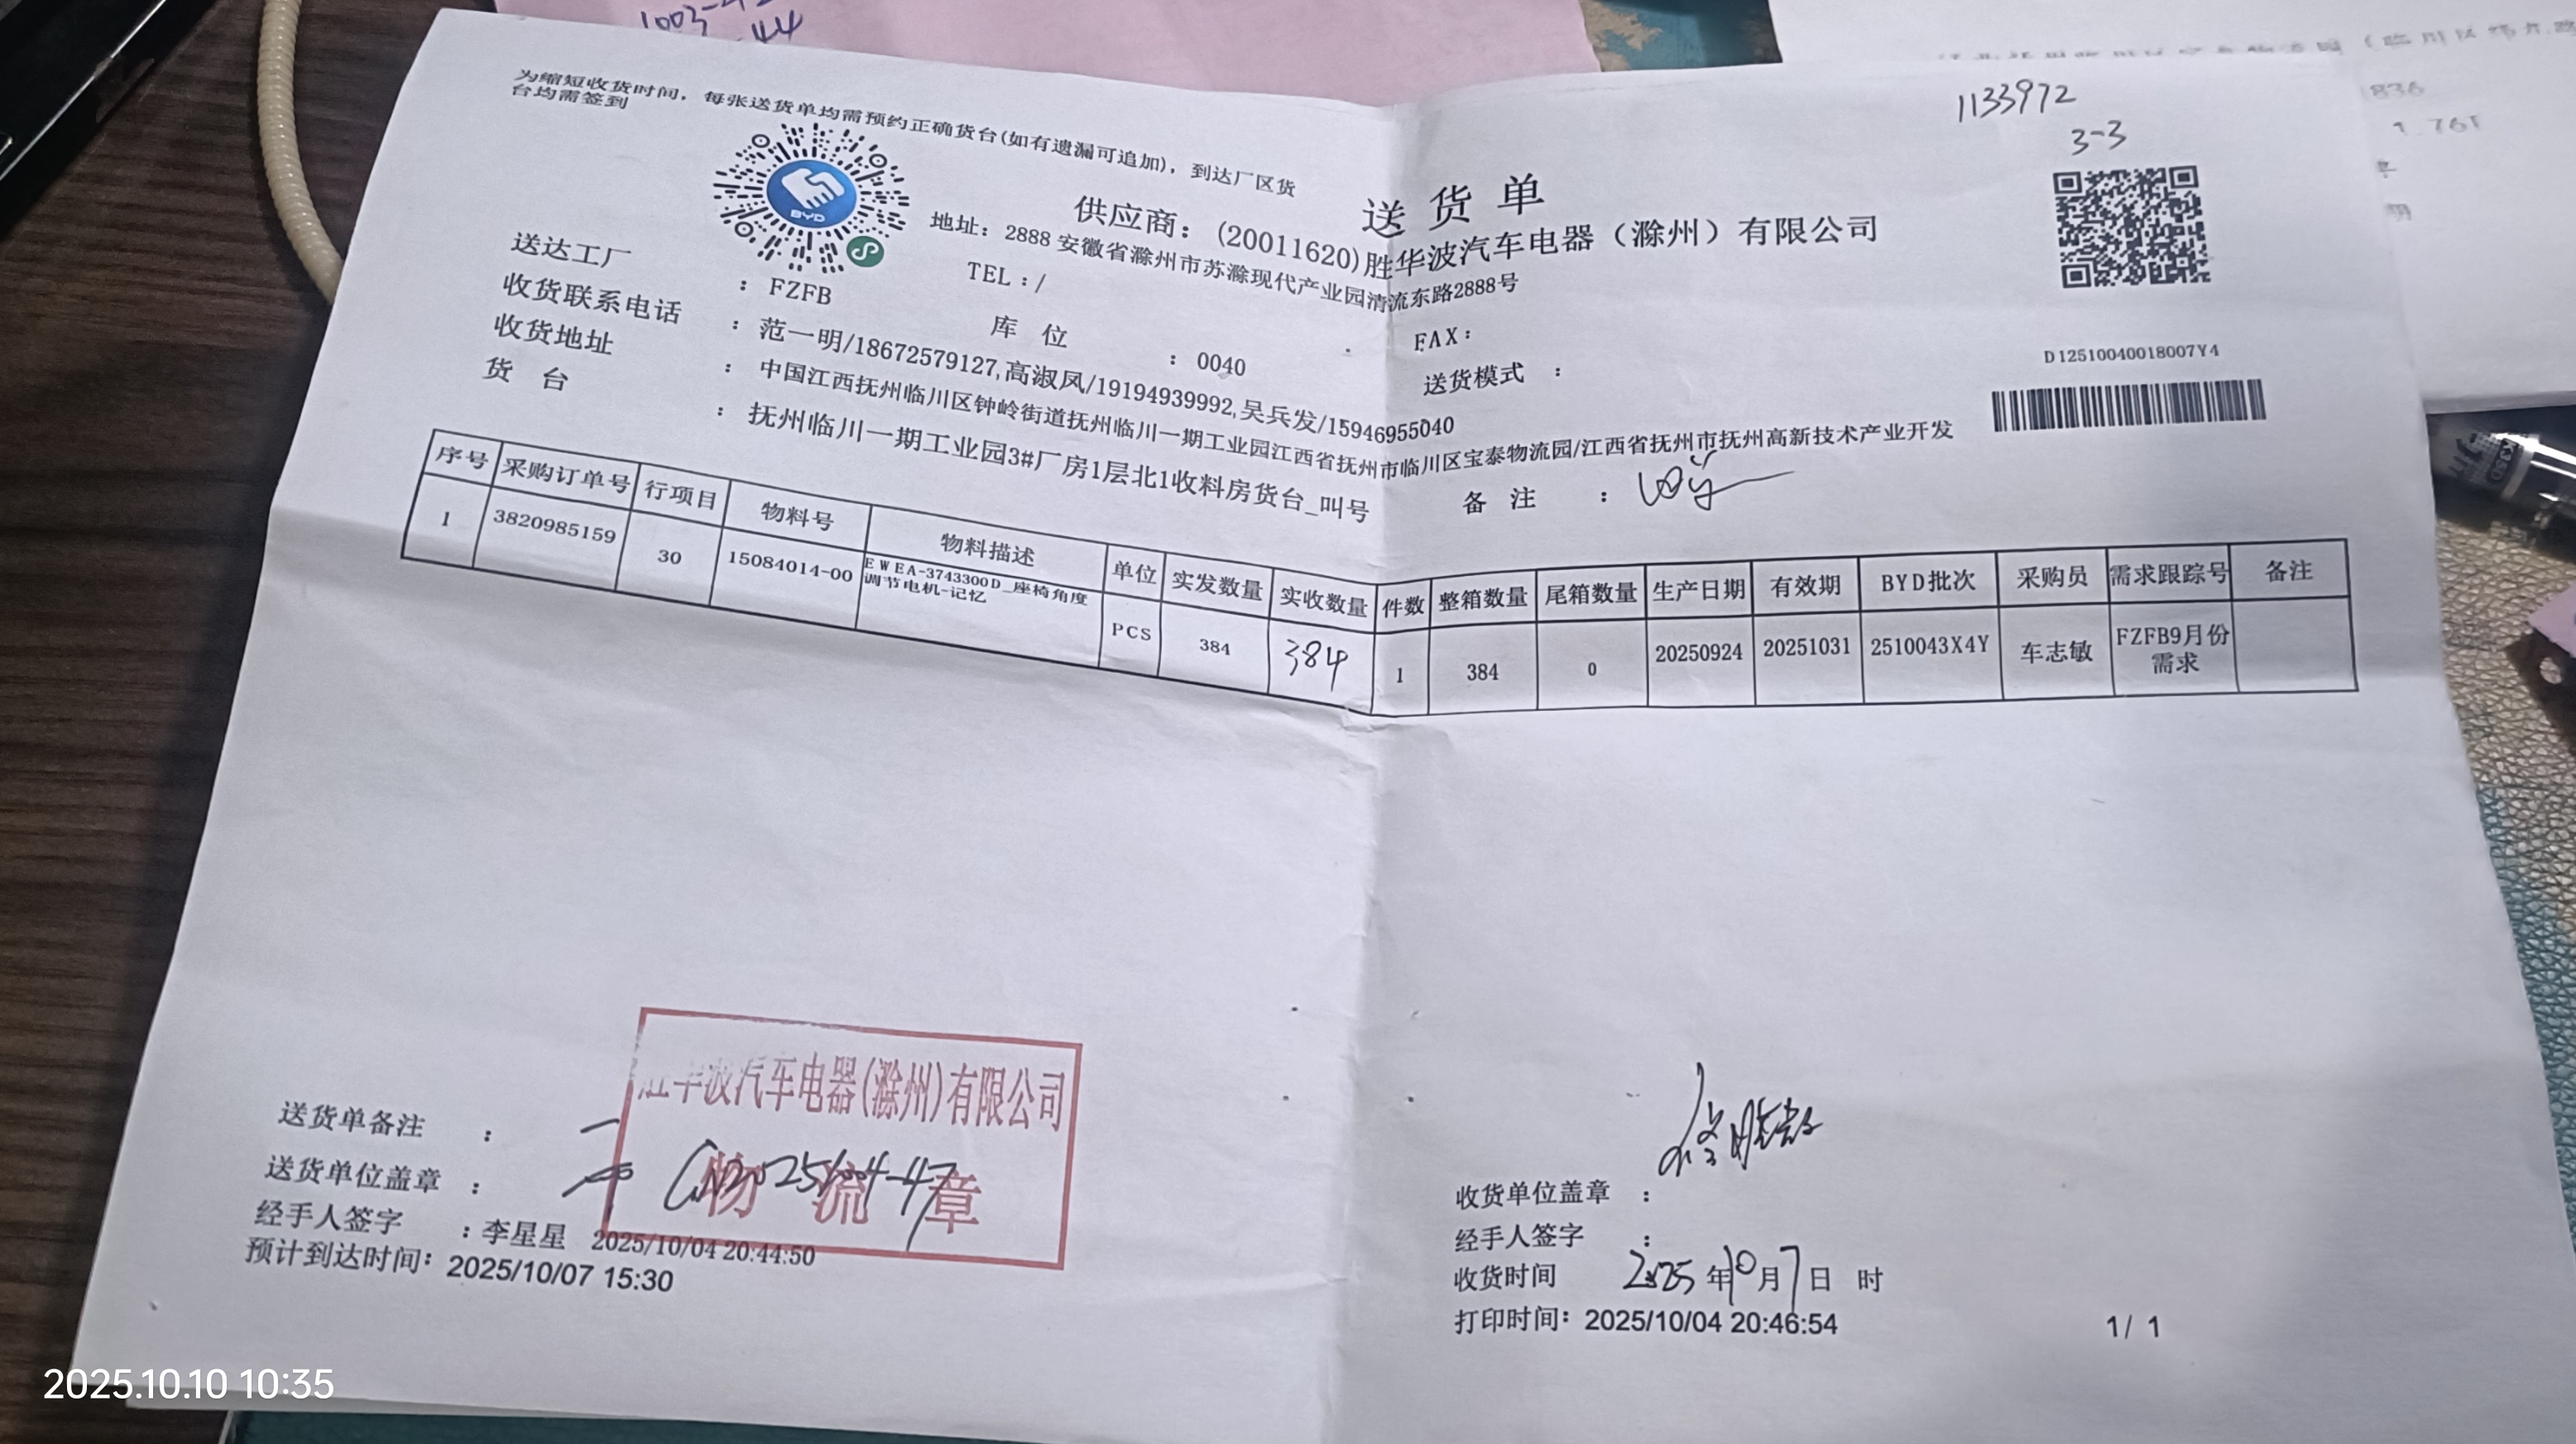 1003-4
-44
1133972
3-3
836
1.76T
为缩短收货时间，每张送货单均需预约正确货台(如有遗漏可追加)，到达厂区货
台均需签到
BYD
送 货 单
供应商：(20011620)胜华波汽车电器（滁州）有限公司
地址：2888 安徽省滁州市苏滁现代产业园清流东路2888号
TEL：/ FAX：
D12510040018007Y4
送达工厂 ：FZFB 库 位 ：0040 送货模式 ：
收货联系电话 ：范一明/18672579127,高淑凤/19194939992,吴兵发/15946955040
收货地址 ：中国江西抚州临川区钟岭街道抚州临川一期工业园江西省抚州市临川区宝泰物流园/江西省抚州市抚州高新技术产业开发
货 台 ：抚州临川一期工业园3#厂房1层北1收料房货台_叫号 备 注 ：
序号 采购订单号 行项目 物料号 物料描述 单位 实发数量 实收数量 件数 整箱数量 尾箱数量 生产日期 有效期 BYD批次 采购员 需求跟踪号 备注
1 3820985159 30 15084014-00 EWEA-3743300D_座椅角度调节电机-记忆 PCS 384 384 1 384 0 20250924 20251031 2510043X4Y 车志敏 FZFB9月份需求
胜华波汽车电器(滁州)有限公司
物 流 章
20251004-47
送货单备注 ：
送货单位盖章 ：
经手人签字 ：李星星 2025/10/04 20:44:50
预计到达时间：2025/10/07 15:30
收货单位盖章 ：
经手人签字 ：
收货时间 2025 年 10 月 7 日 时
打印时间：2025/10/04 20:46:54
1/ 1
2025.10.10 10:35